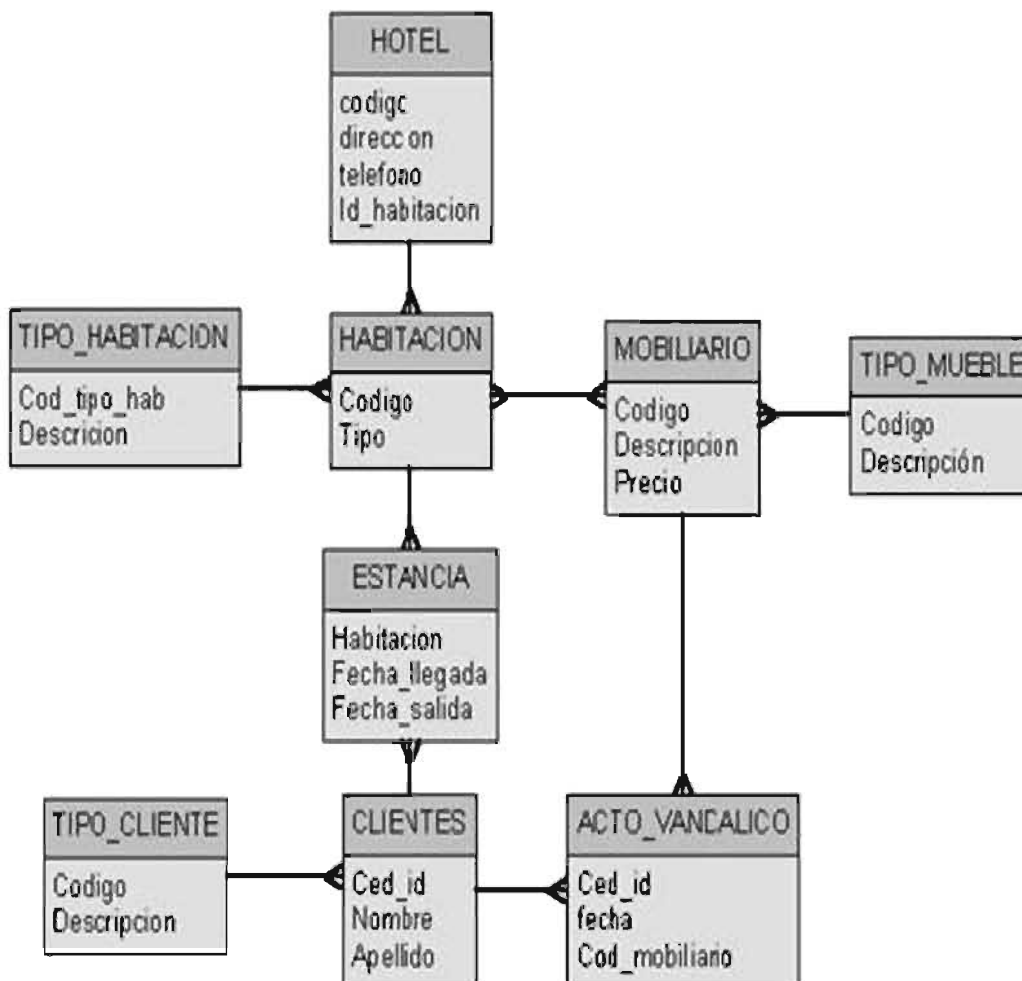 HOTEL
codigc
direcc on
telefono
Id_habitacion
TIPO_HABITACION
Cod_tipo_hab
Descricion
HABITACION
Codigo
Tipo
MOBILIARIO
Codigo
Descripcion
Precio
TIPO_MUEBLE
Codigo
Descripción
ESTANCIA
Habitacion
Fecha_llegada
Fecha_salida
TIPO_CLIENTE
Codigo
Descripcion
CLIENTES
Ced_id
Nombre
Apellido
ACTO_VANDALICO
Ced_id
fecha
Cod_mobiliario